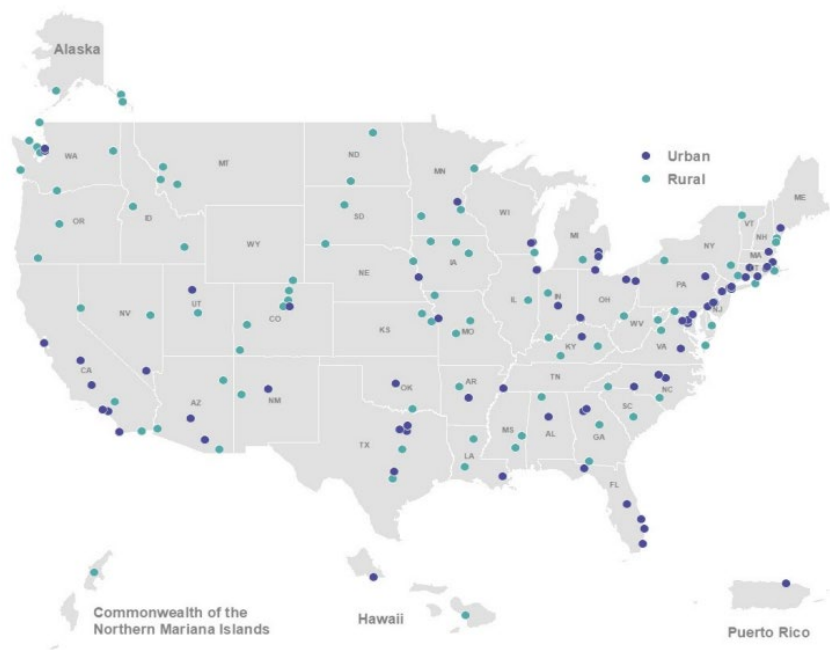 Alaska
WA
MT
ND
MN
Urban
Rural
ME
VT
NH
OR
ID
SD
WI
MI
NY
MA
WY
IA
PA
NE
NJ
NV
UT
CO
IL
IN
OH
WV
VA
KS
MO
KY
CA
NC
TN
OK
AR
AZ
NM
SC
MS
AL
GA
TX
LA
FL
Commonwealth of the
Northern Mariana Islands
Hawaii
Puerto Rico